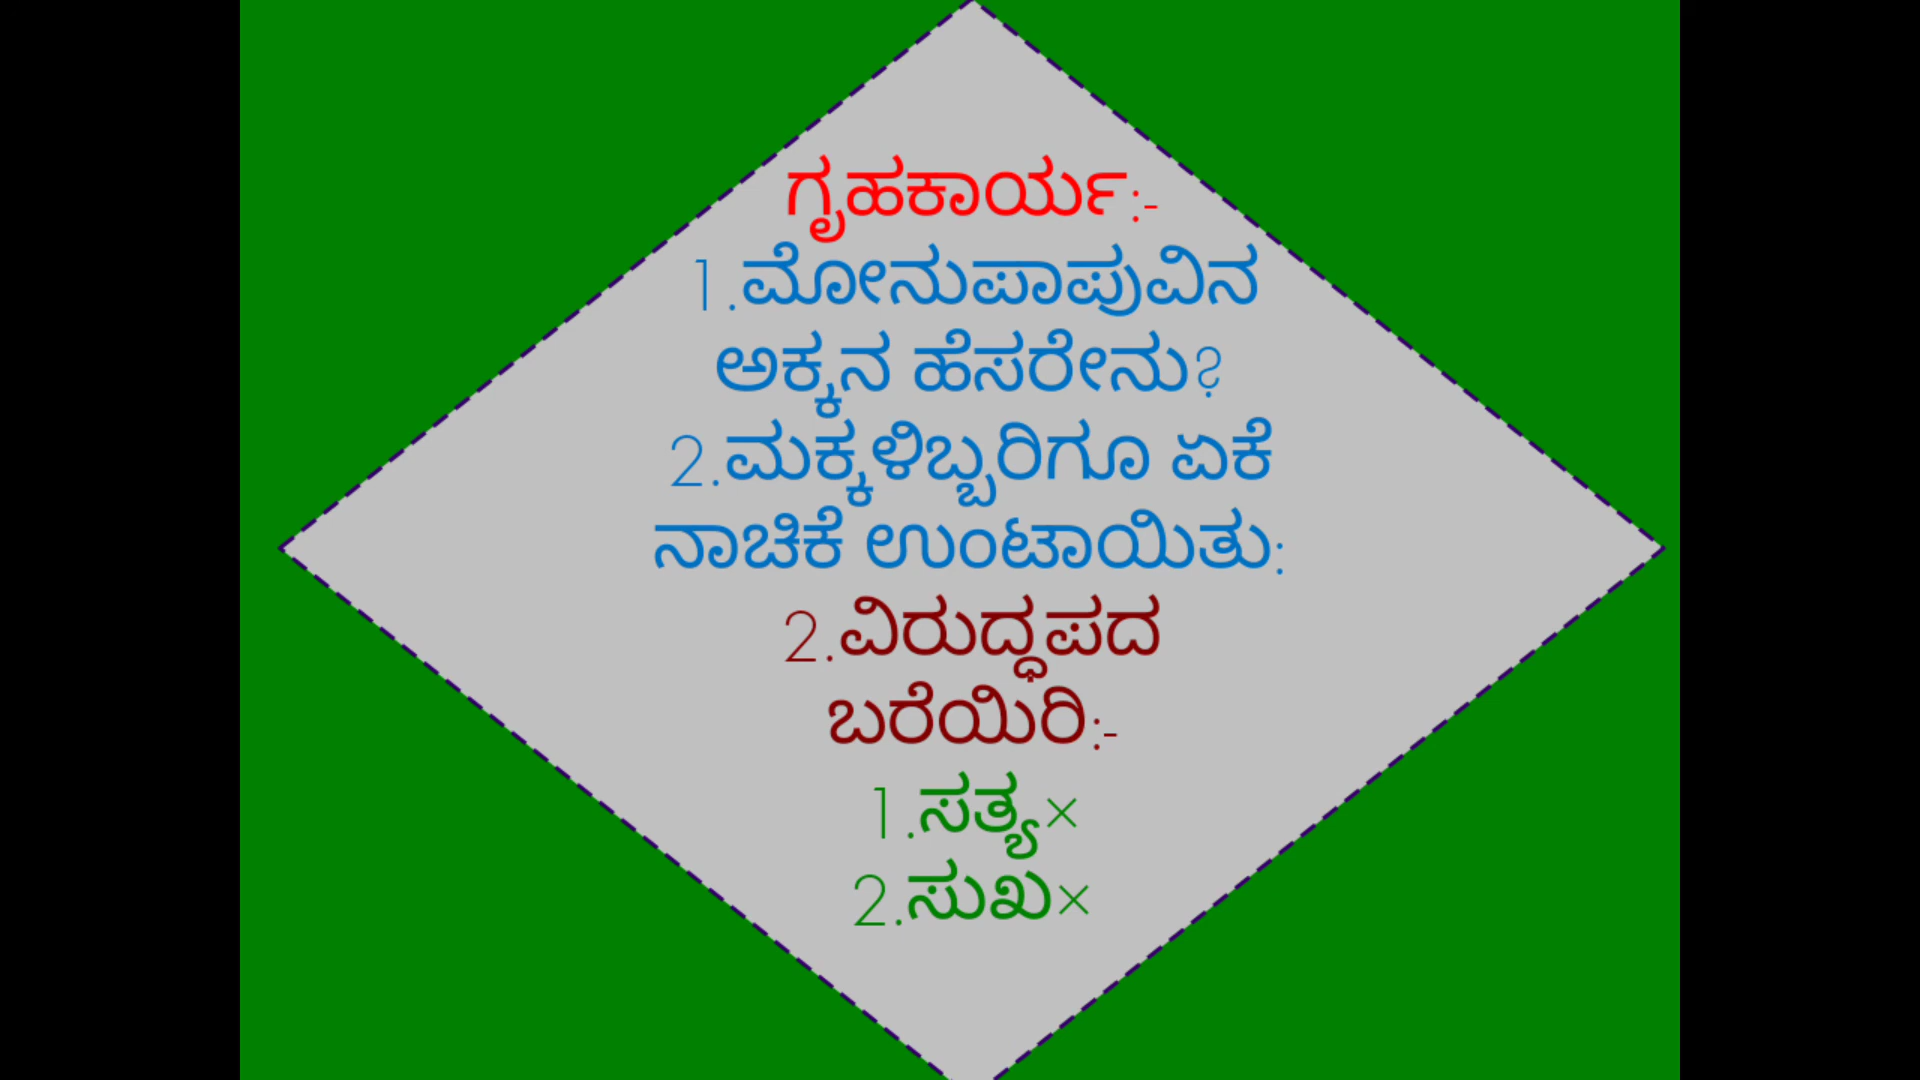 ಗೃಹಕಾರ್ಯ:-
1.ಮೋನುಪಾಪುವಿನ
ಅಕ್ಕನ ಹೆಸರೇನು?
2.ಮಕ್ಕಳಿಬ್ಬರಿಗೂ ಏಕೆ
ನಾಚಿಕೆ ಉಂಟಾಯಿತು:
2.ವಿರುದ್ಧಪದ
ಬರೆಯಿರಿ:-
1.ಸತ್ಯ×
2.ಸುಖ×